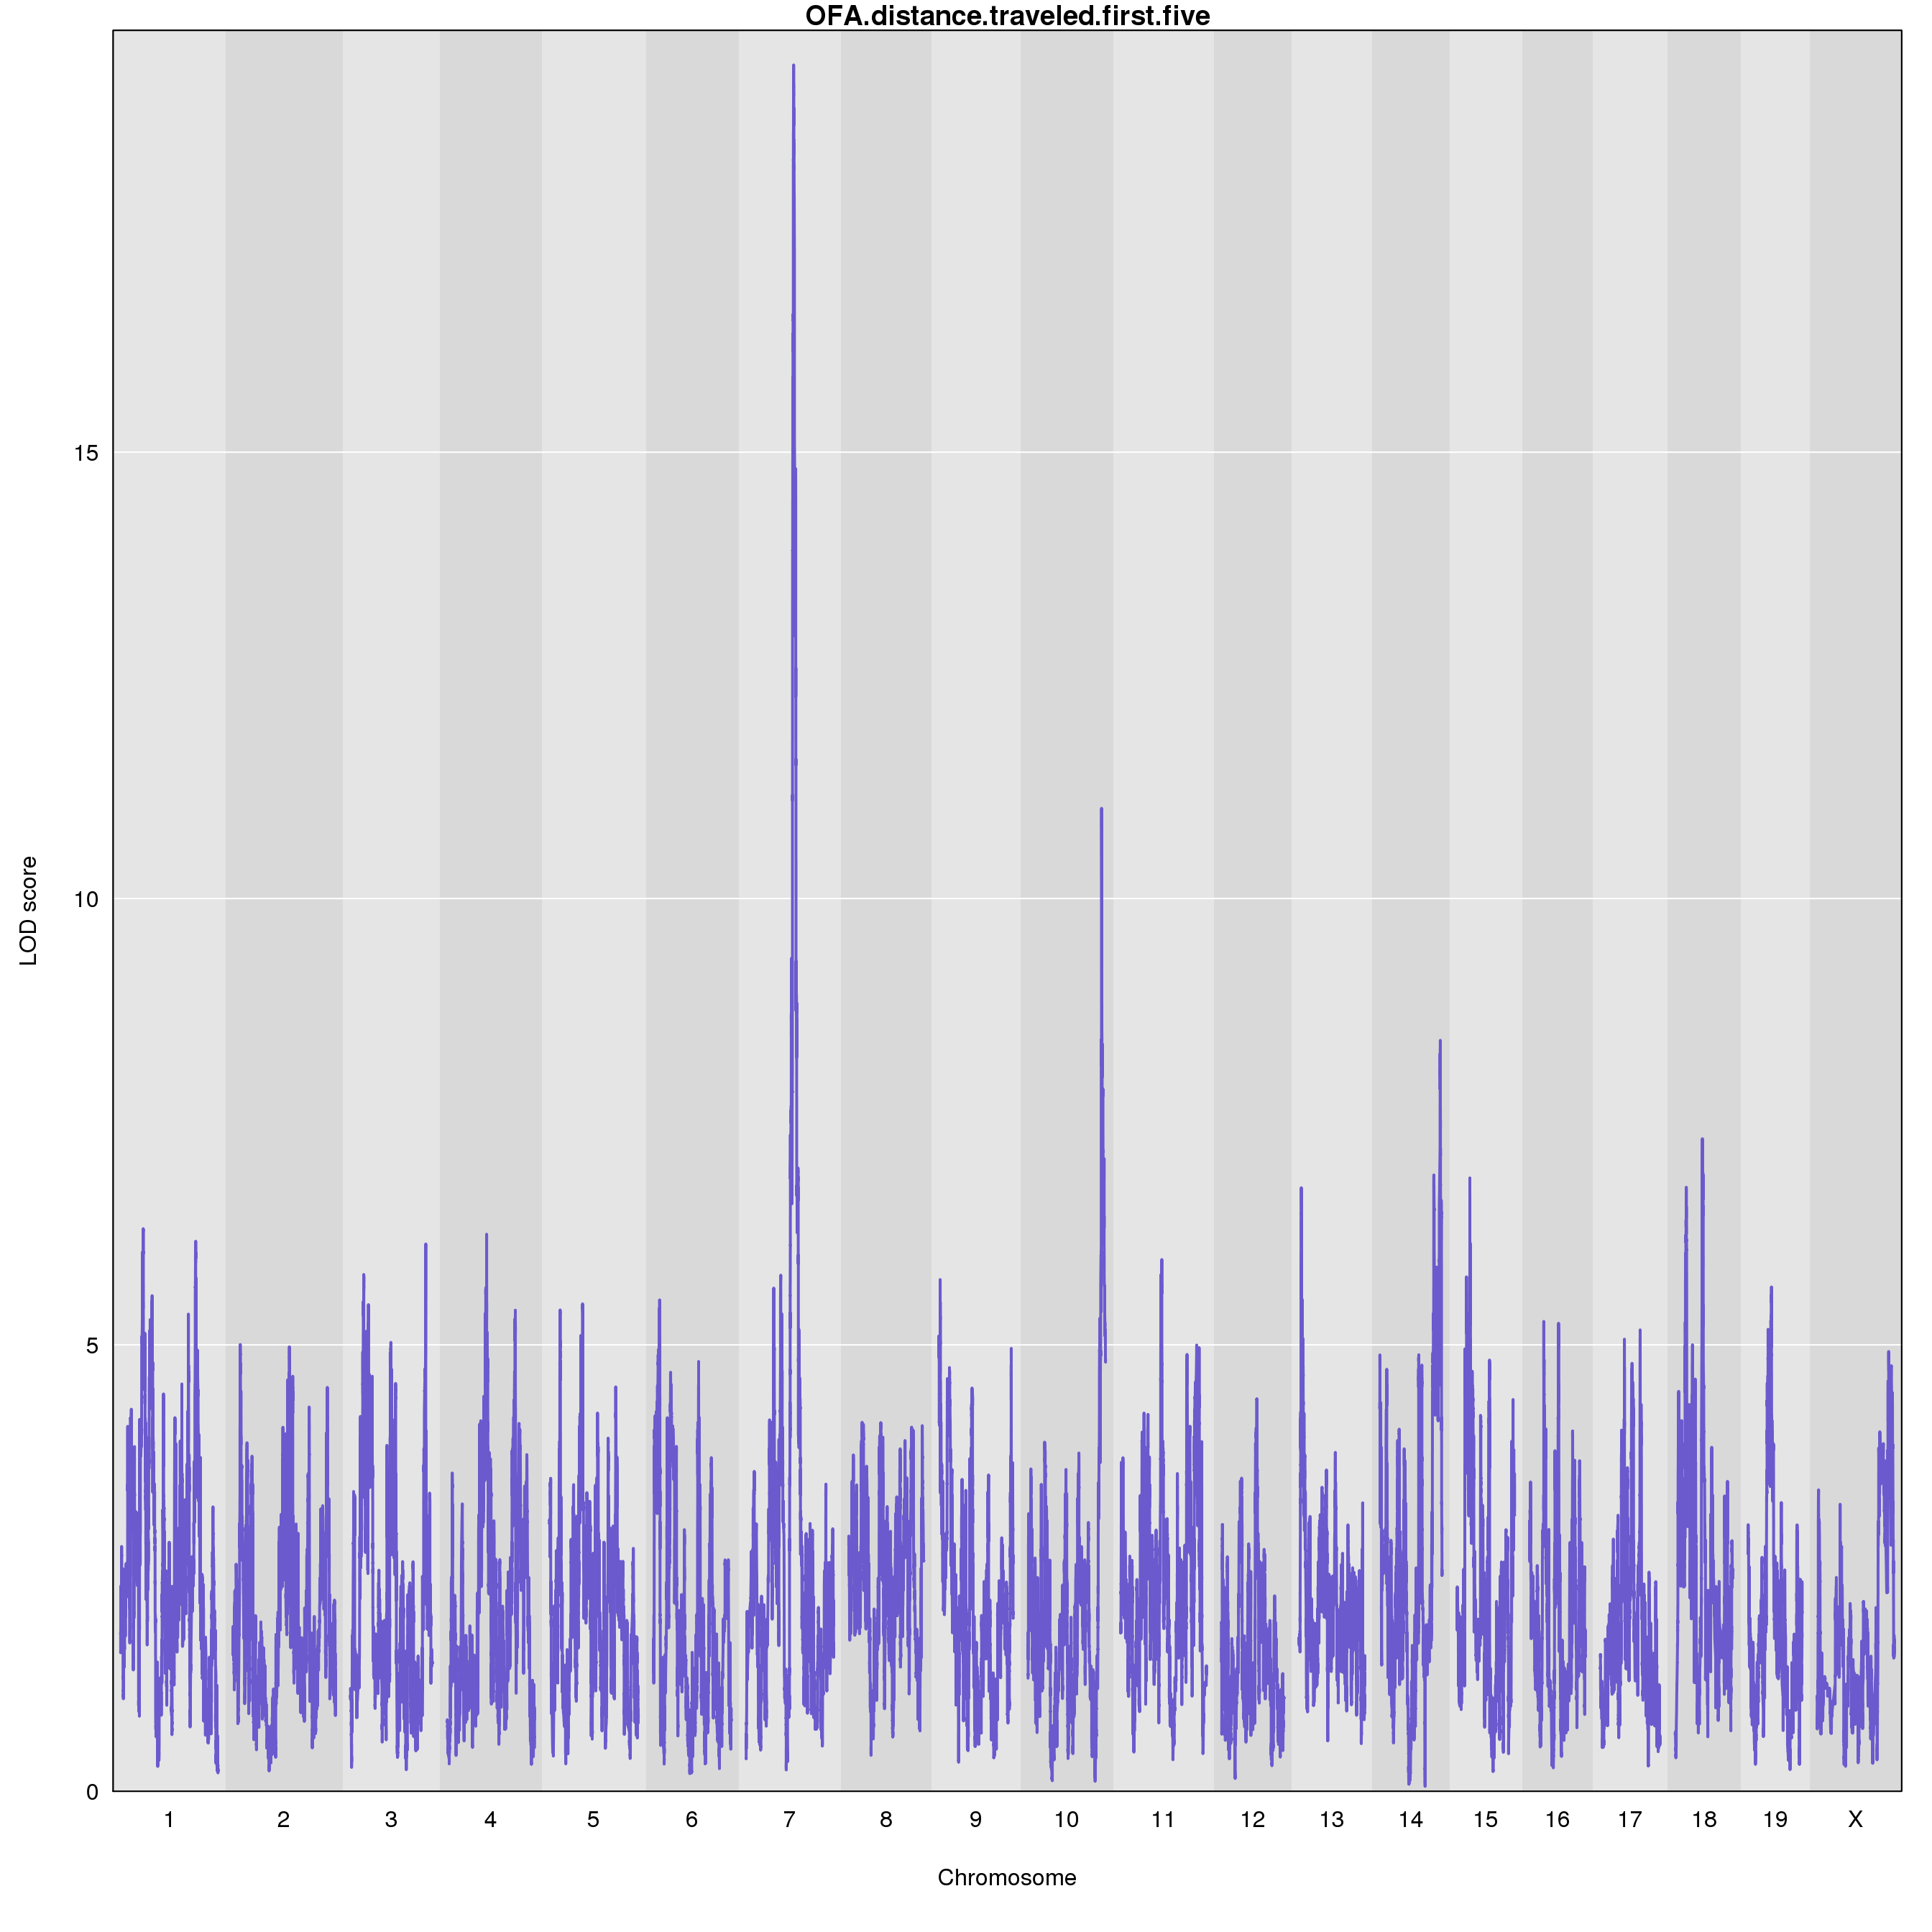 OFA.distance.traveled.first.five
LOD score
15
10
5
0
1 2 3 4 5 6 7 8 9 10 11 12 13 14 15 16 17 18 19 X
Chromosome